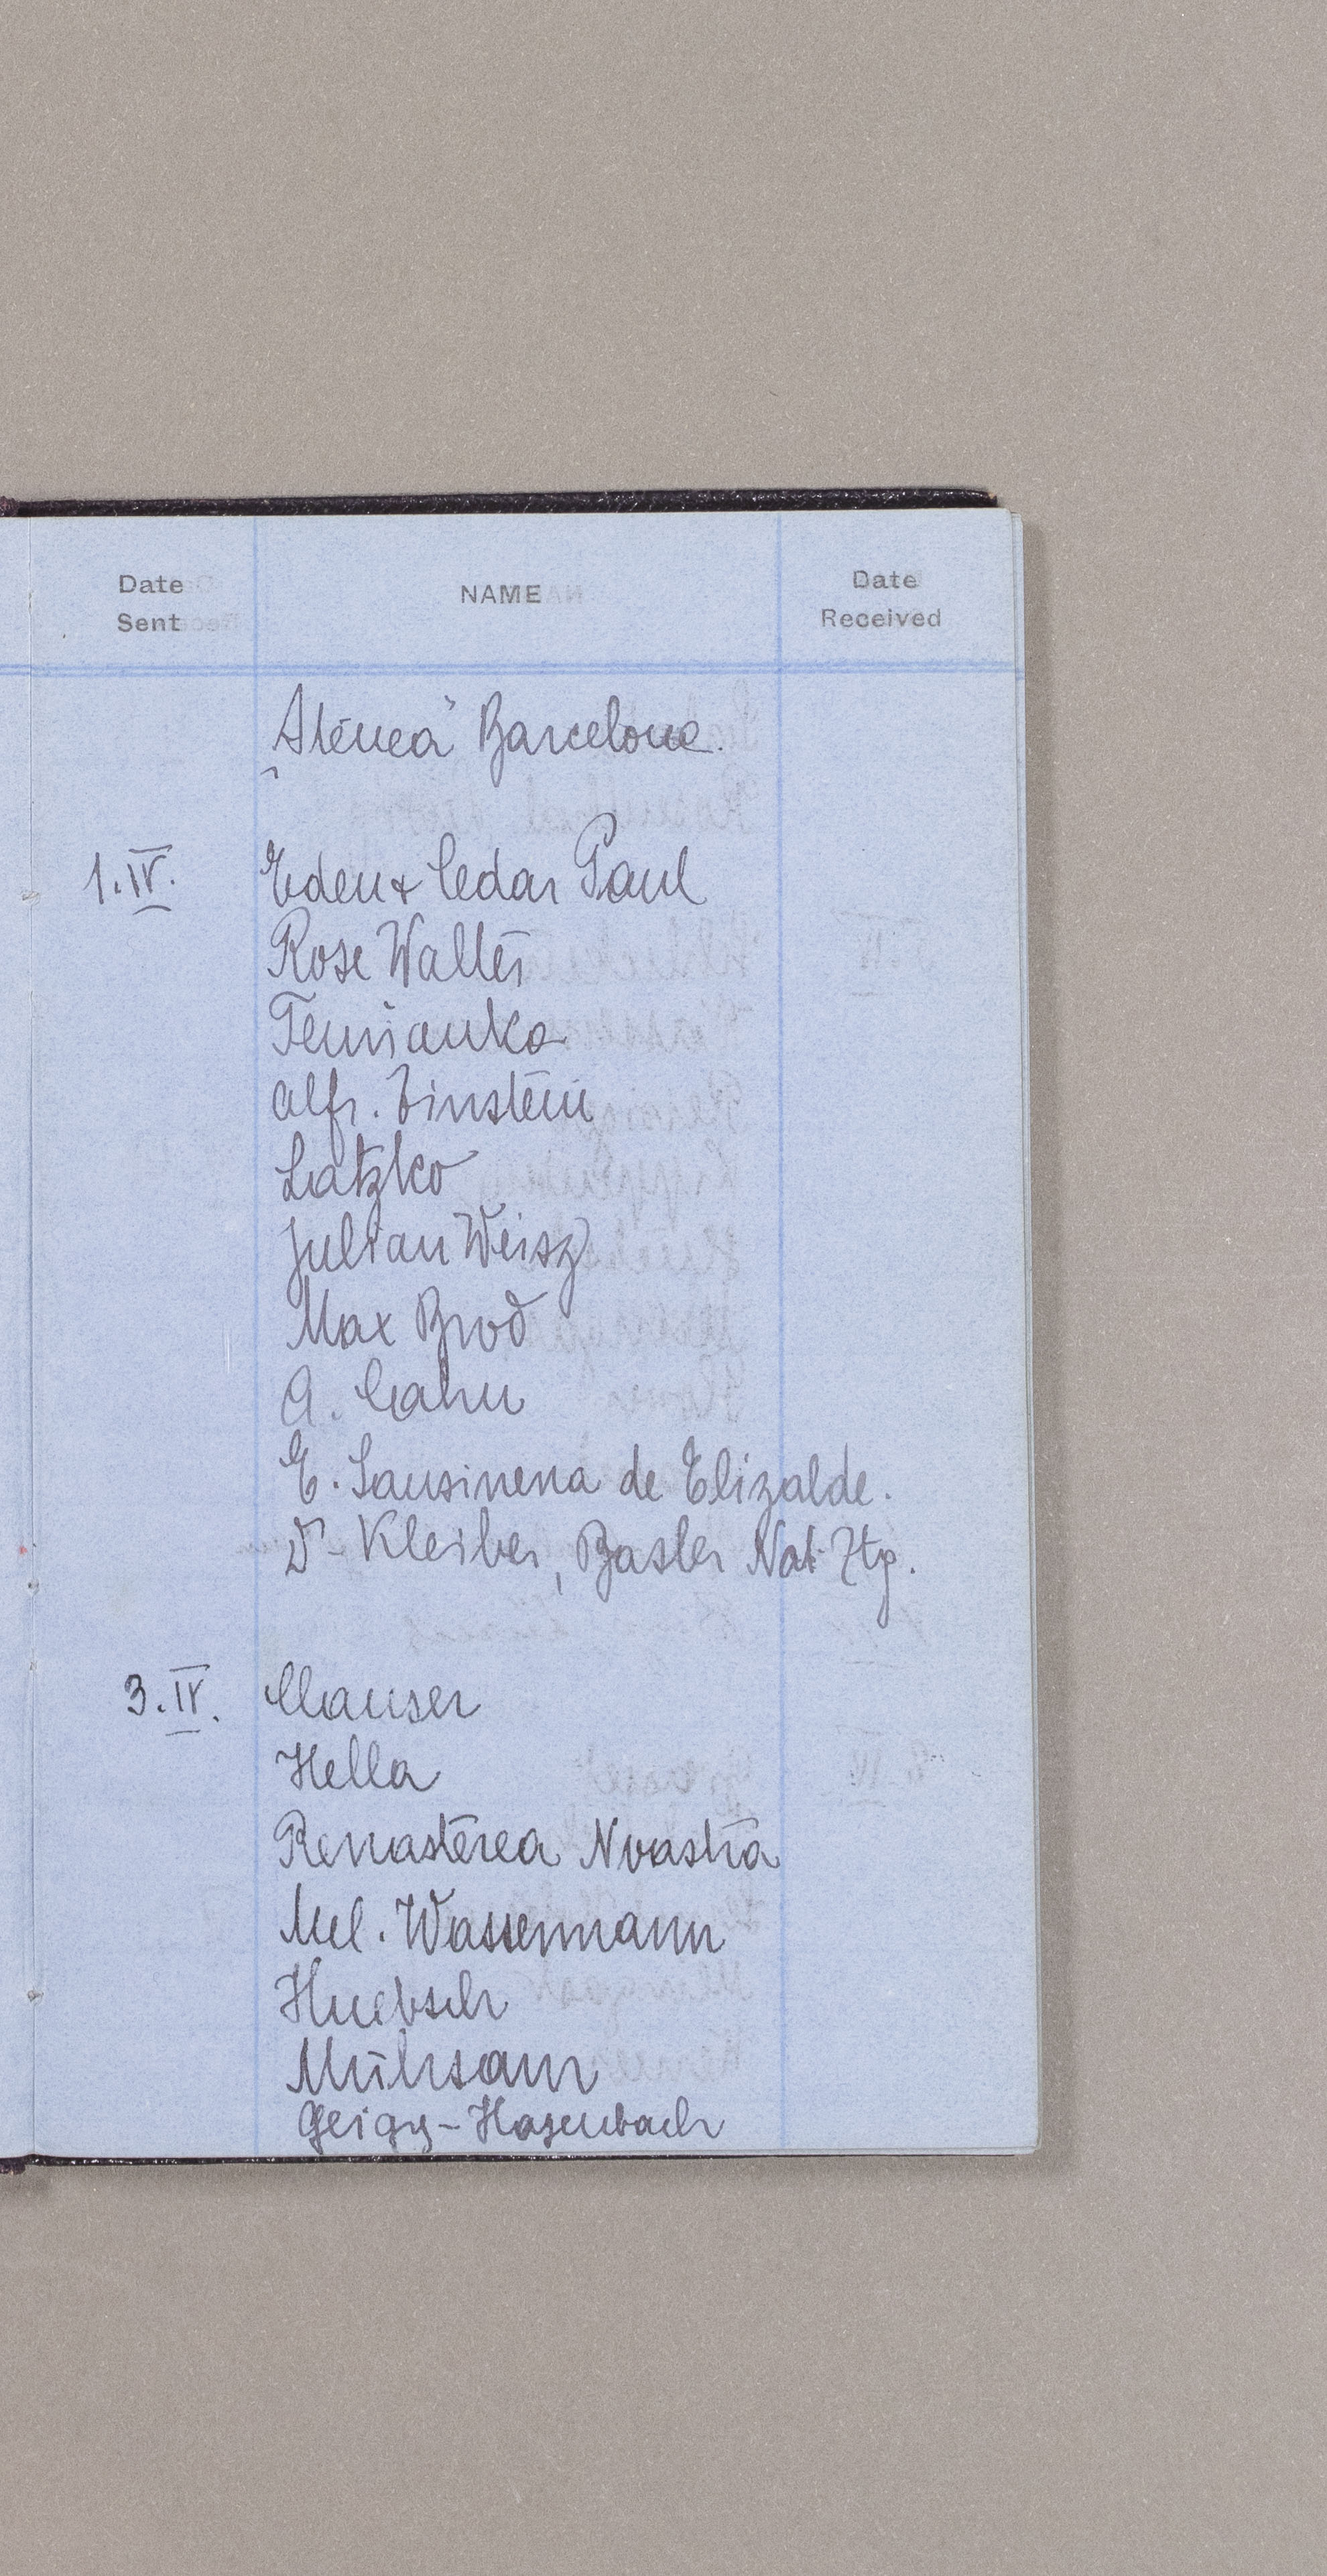 Date Sent NAME Date Received
„Atenea" Barcelona.
1.IV. Eden & Cedar Paul
Rose Walter
Temianka
Alfr. Einstein
Latzko
Julian Weisz
Max Brod
A. Cahn
E. Sansinena de Elizalde.
Dr Kleiber, Basler Nat. Ztg.
3.IV. Clauser
Hella
Renasterea Noastra
Mel. Wassermann
Huebsch
Mühsam
Geigy-Hagenbach